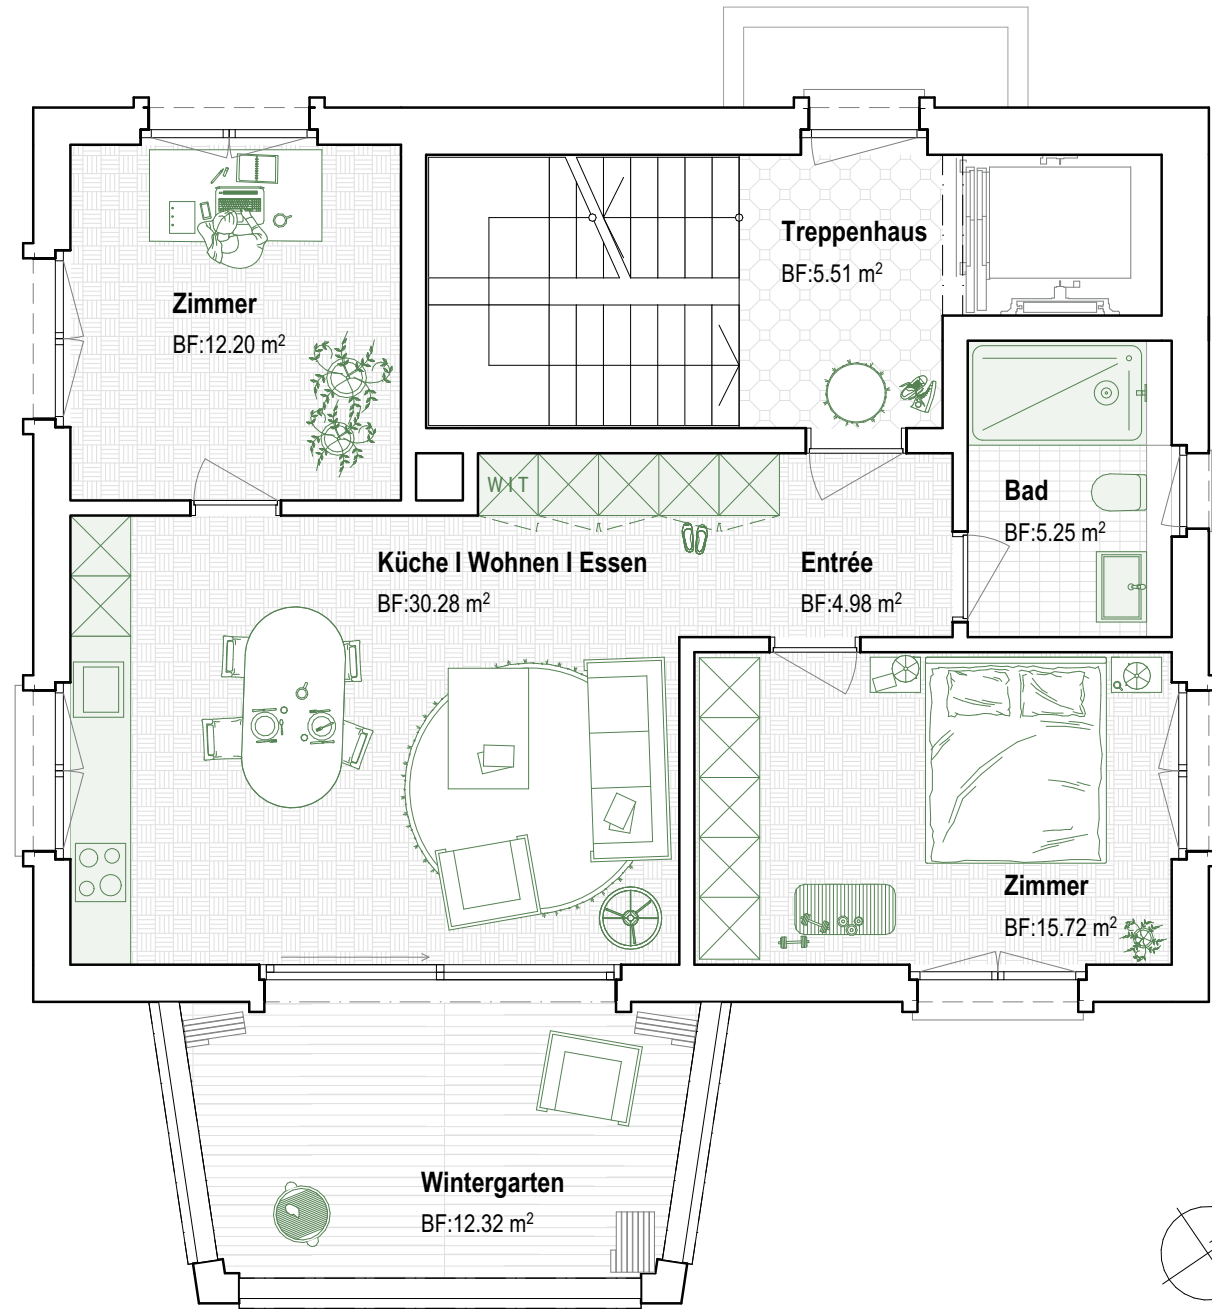 Treppenhaus
BF:5.51 m²
Zimmer
BF:12.20 m²
WIT
Bad
BF:5.25 m²
Küche I Wohnen I Essen
BF:30.28 m²
Entrée
BF:4.98 m²
Zimmer
BF:15.72 m²
Wintergarten
BF:12.32 m²